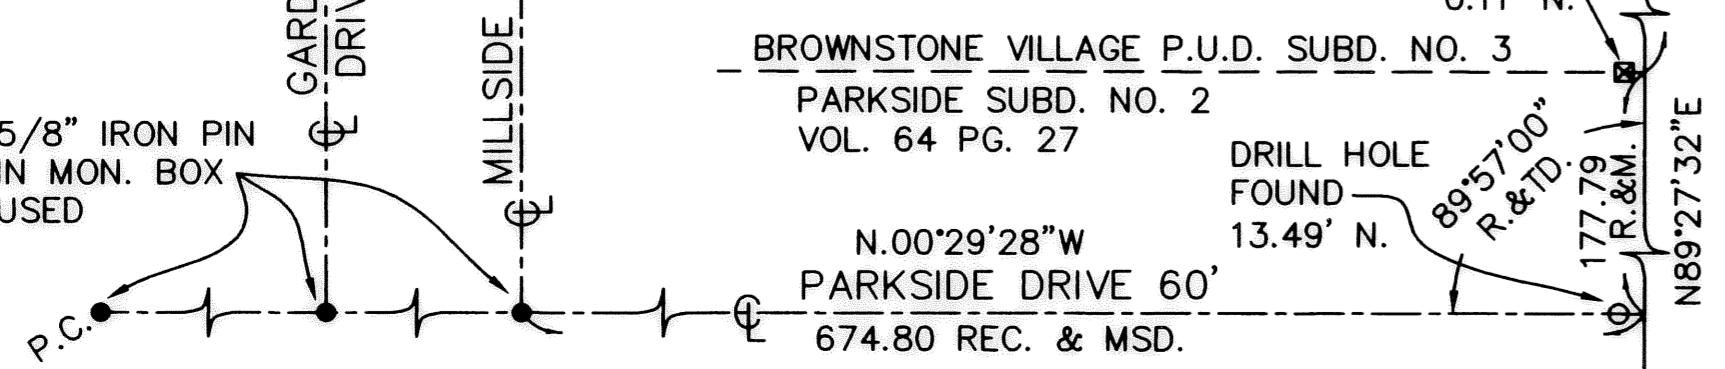 GARD
DRIV
MILLSIDE
BROWNSTONE VILLAGE P.U.D. SUBD. NO. 3
PARKSIDE SUBD. NO. 2
VOL. 64 PG. 27
5/8" IRON PIN
IN MON. BOX
USED
DRILL HOLE
FOUND
13.49' N.
89°57'00"
R.&TD.
177.79
R.&M.
N89°27'32"E
N.00°29'28"W
PARKSIDE DRIVE 60'
674.80 REC. & MSD.
P.C.